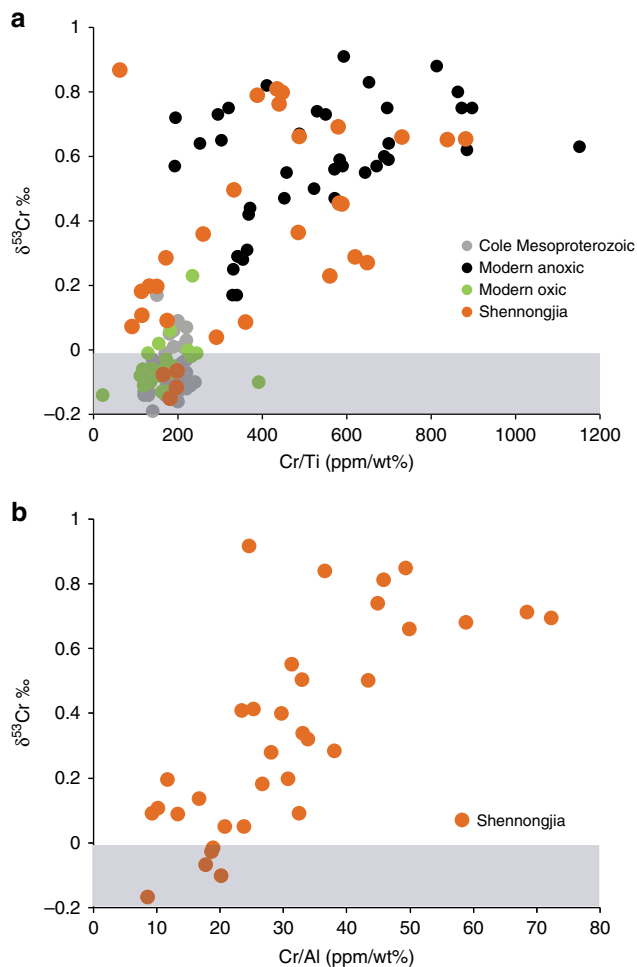 a
1
0.8
0.6
0.4
0.2
0
–0.2
δ53Cr ‰
Cole Mesoproterozoic
Modern anoxic
Modern oxic
Shennongjia
0 200 400 600 800 1000 1200
Cr/Ti (ppm/wt%)
b
1
0.8
0.6
0.4
0.2
0
–0.2
δ53Cr ‰
Shennongjia
0 10 20 30 40 50 60 70 80
Cr/Al (ppm/wt%)